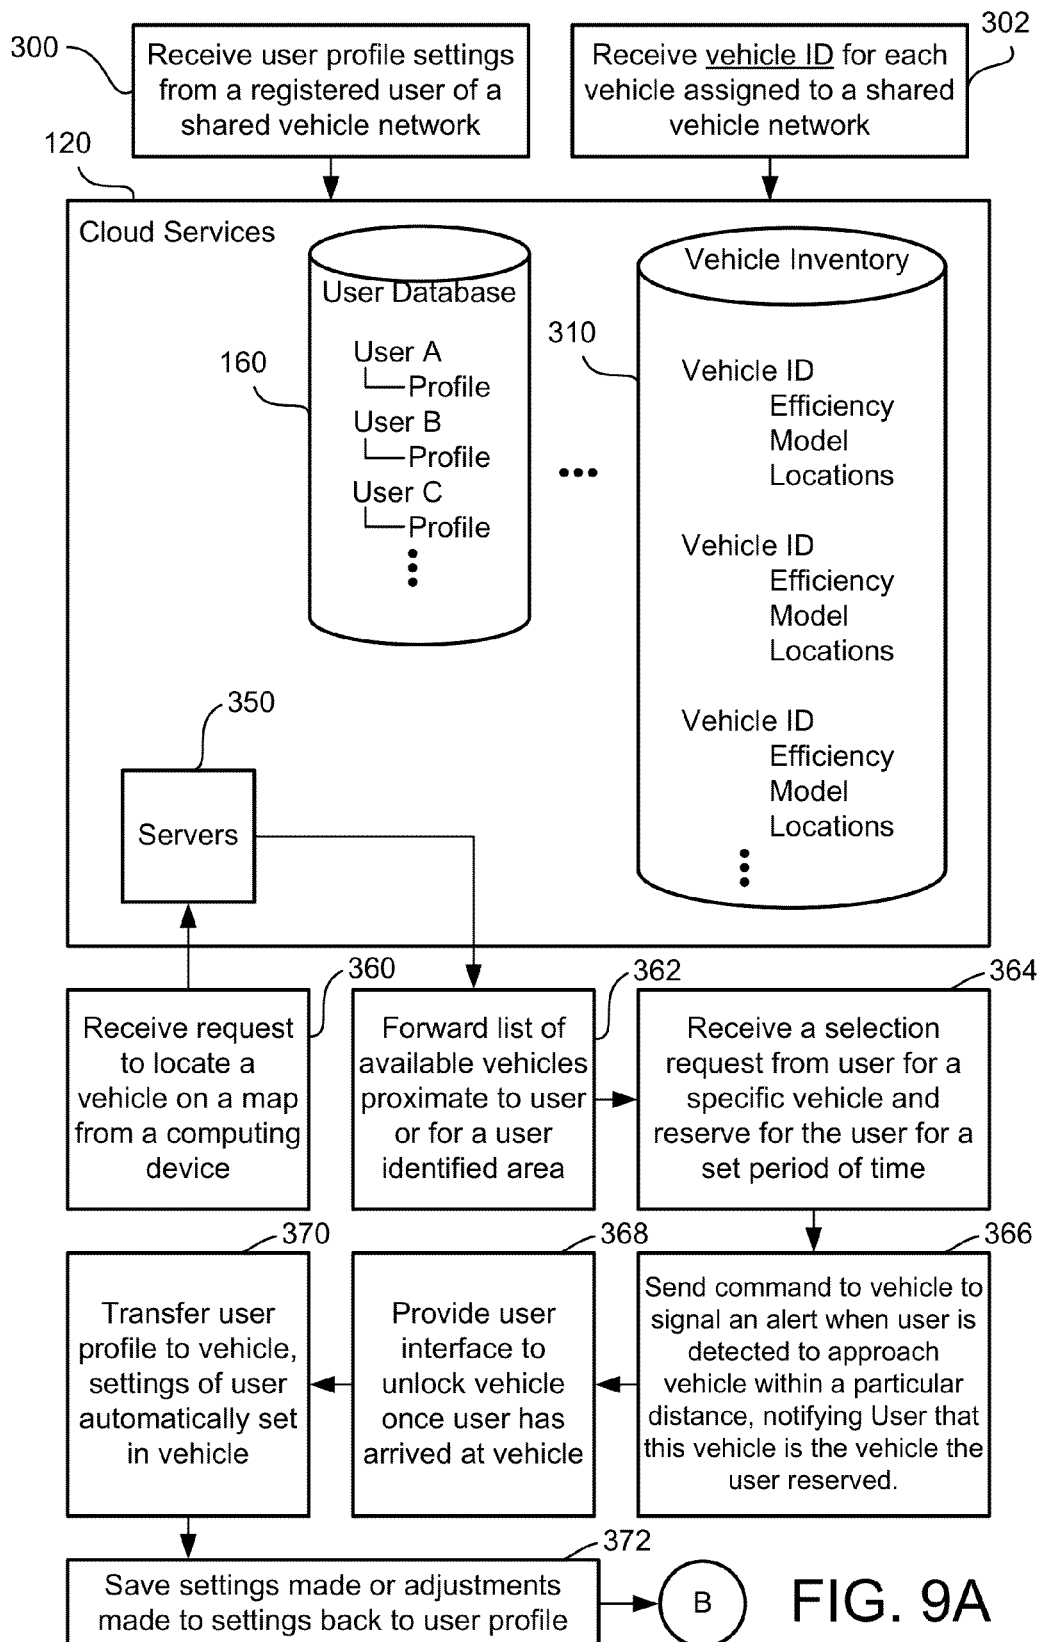 300
Receive user profile settings
from a registered user of a
shared vehicle network
Receive vehicle ID for each
vehicle assigned to a shared
vehicle network
302
120
Cloud Services
User Database
User A
Profile
User B
Profile
User C
Profile
160
310
Vehicle Inventory
Vehicle ID
Efficiency
Model
Locations
Vehicle ID
Efficiency
Model
Locations
Vehicle ID
Efficiency
Model
Locations
350
Servers
360
Receive request
to locate a
vehicle on a map
from a computing
device
362
Forward list of
available vehicles
proximate to user
or for a user
identified area
364
Receive a selection
request from user for a
specific vehicle and
reserve for the user for a
set period of time
366
Send command to vehicle to
signal an alert when user is
detected to approach
vehicle within a particular
distance, notifying User that
this vehicle is the vehicle the
user reserved.
368
Provide user
interface to
unlock vehicle
once user has
arrived at vehicle
370
Transfer user
profile to vehicle,
settings of user
automatically set
in vehicle
372
Save settings made or adjustments
made to settings back to user profile
B
FIG. 9A